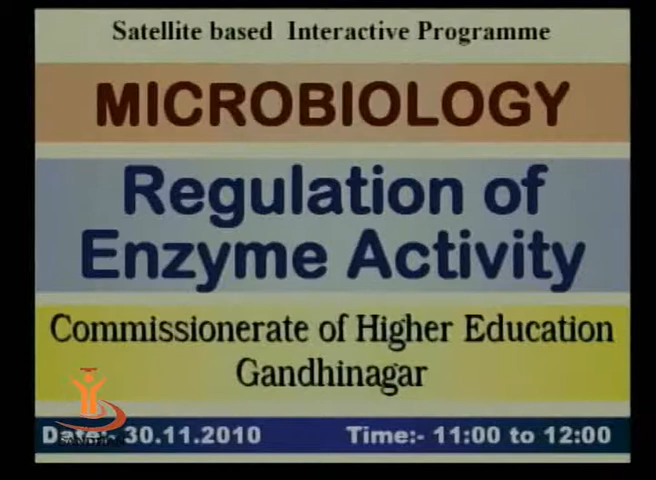 Satellite based Interactive Programme
MICROBIOLOGY
Regulation of
Enzyme Activity
Commissionerate of Higher Education
Gandhinagar
Date:- 30.11.2010 Time:- 11:00 to 12:00